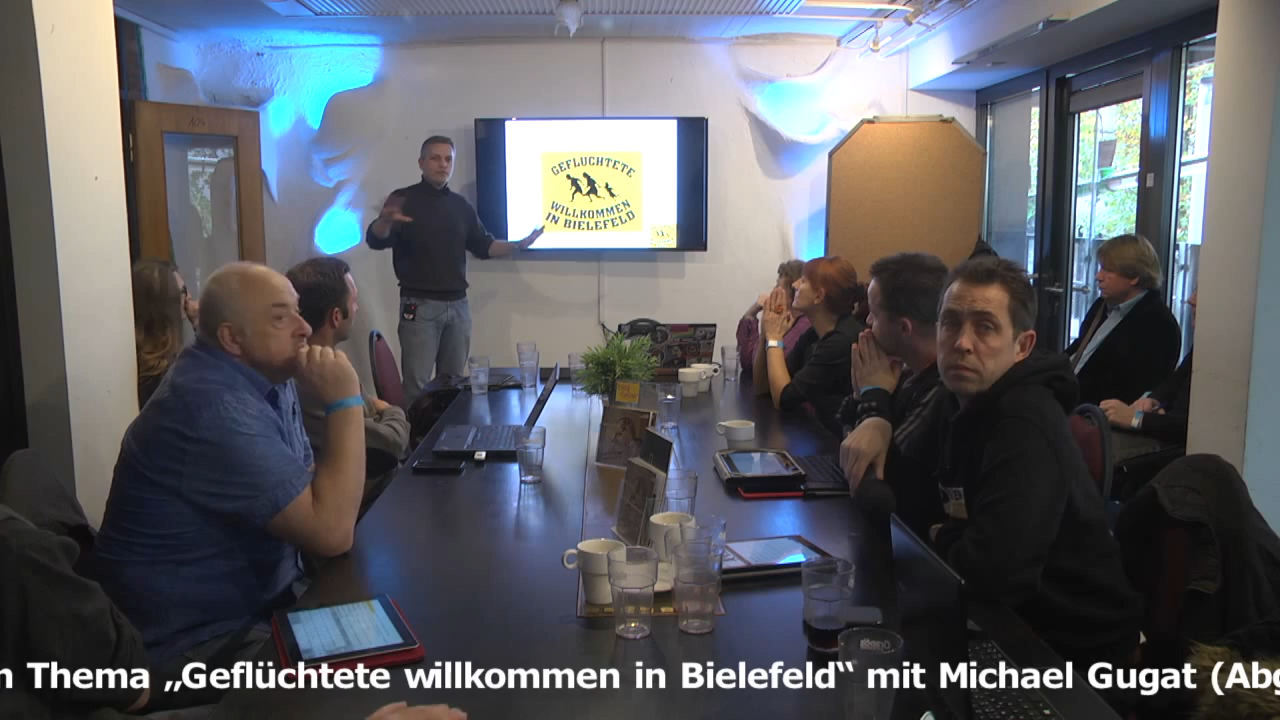 GEFLÜCHTETE
WILLKOMMEN
IN BIELEFELD
n Thema „Geflüchtete willkommen in Bielefeld“ mit Michael Gugat (Abg